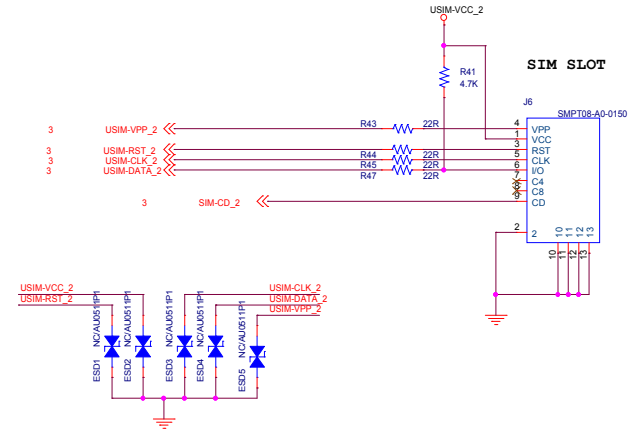 USIM-VCC_2
SIM SLOT
R41
4.7K
J6
SMPT08-A0-0150
3 USIM-VPP_2 R43 22R 4 VPP
1 VCC
3 USIM-RST_2 R44 22R 3 RST
3 USIM-CLK_2 R45 22R 5 CLK
3 USIM-DATA_2 R47 22R 6 I/O
7 C4
8 C8
3 SIM-CD_2 9 CD
2 2
10 11 12 13
10 11 12 13
USIM-VCC_2 USIM-CLK_2
USIM-RST_2 USIM-DATA_2
USIM-VPP_2
NC/AU0511P1 NC/AU0511P1 NC/AU0511P1 NC/AU0511P1 NC/AU0511P1
ESD1 ESD2 ESD3 ESD4 ESD5